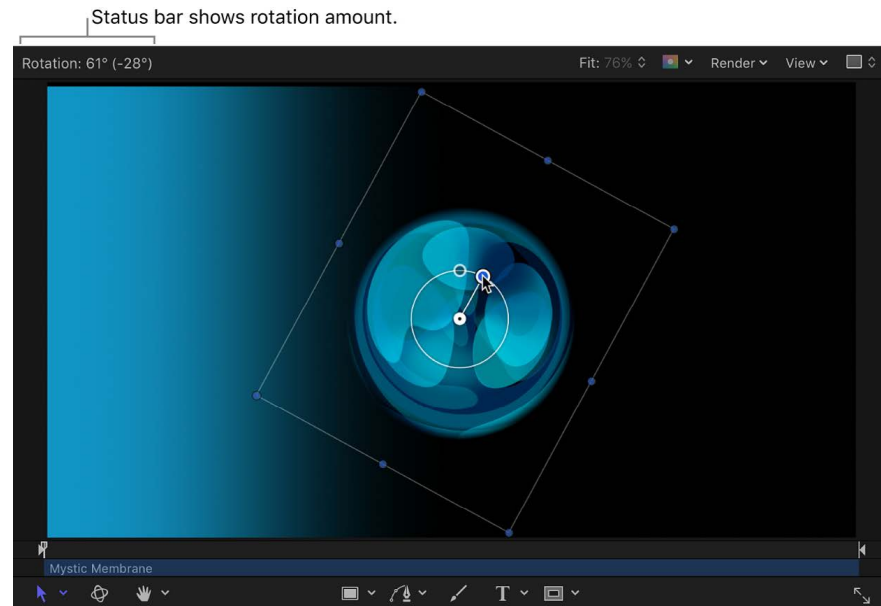 Status bar shows rotation amount.
Rotation: 61° (-28°)
Fit: 76%
Render
View
Mystic Membrane
T